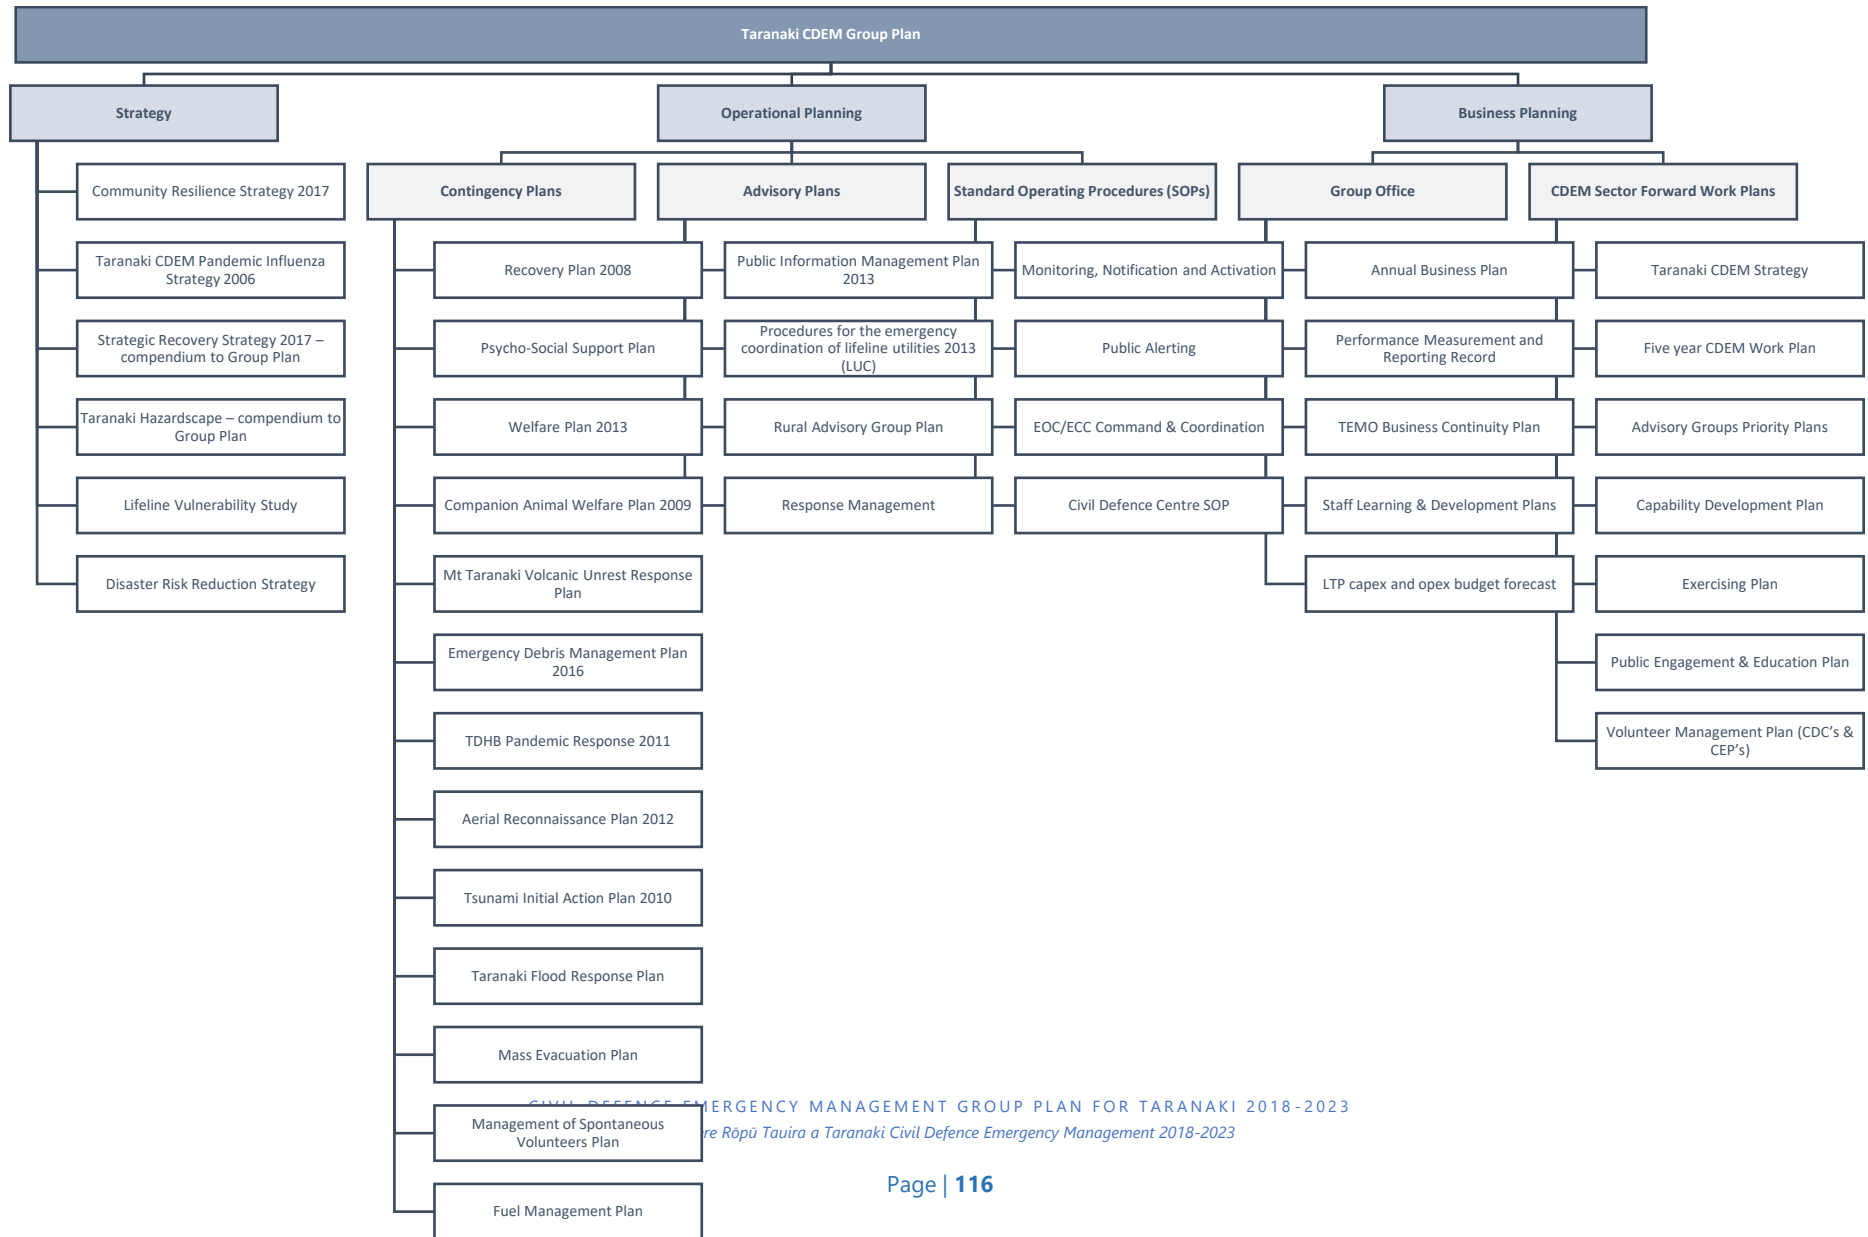 Taranaki CDEM Group Plan
Strategy
Community Resilience Strategy 2017
Taranaki CDEM Pandemic Influenza
Strategy 2006
Strategic Recovery Strategy 2017 –
compendium to Group Plan
Taranaki Hazardscape – compendium to
Group Plan
Lifeline Vulnerability Study
Disaster Risk Reduction Strategy
Operational Planning
Contingency Plans
Recovery Plan 2008
Psycho-Social Support Plan
Welfare Plan 2013
Companion Animal Welfare Plan 2009
Mt Taranaki Volcanic Unrest Response
Plan
Emergency Debris Management Plan
2016
TDHB Pandemic Response 2011
Aerial Reconnaissance Plan 2012
Tsunami Initial Action Plan 2010
Taranaki Flood Response Plan
Mass Evacuation Plan
Management of Spontaneous
Volunteers Plan
Fuel Management Plan
Advisory Plans
Public Information Management Plan
2013
Procedures for the emergency
coordination of lifeline utilities 2013
(LUC)
Rural Advisory Group Plan
Response Management
Standard Operating Procedures (SOPs)
Monitoring, Notification and Activation
Public Alerting
EOC/ECC Command & Coordination
Civil Defence Centre SOP
Business Planning
Group Office
Annual Business Plan
Performance Measurement and
Reporting Record
TEMO Business Continuity Plan
Staff Learning & Development Plans
LTP capex and opex budget forecast
CDEM Sector Forward Work Plans
Taranaki CDEM Strategy
Five year CDEM Work Plan
Advisory Groups Priority Plans
Capability Development Plan
Exercising Plan
Public Engagement & Education Plan
Volunteer Management Plan (CDC's &
CEP's)
CIVIL DEFENCE EMERGENCY MANAGEMENT GROUP PLAN FOR TARANAKI 2018-2023
Rōpū Tauira a Taranaki Civil Defence Emergency Management 2018-2023
Page | 116